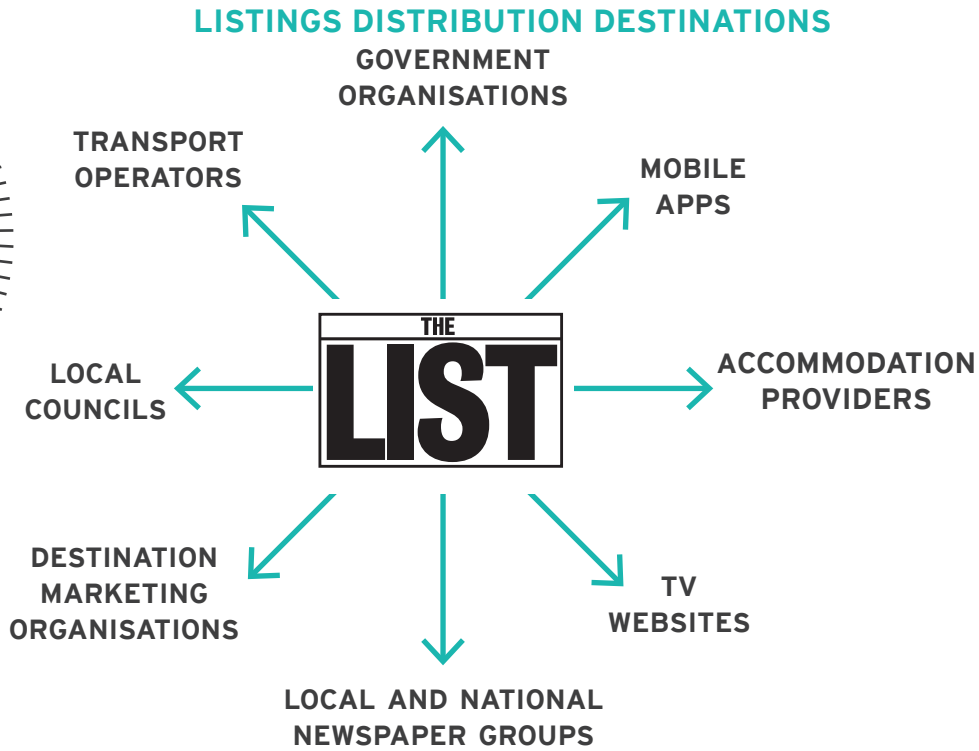 LISTINGS DISTRIBUTION DESTINATIONS
GOVERNMENT
ORGANISATIONS
TRANSPORT
OPERATORS
MOBILE
APPS
THE
LIST
LOCAL
COUNCILS
ACCOMMODATION
PROVIDERS
DESTINATION
MARKETING
ORGANISATIONS
TV
WEBSITES
LOCAL AND NATIONAL
NEWSPAPER GROUPS